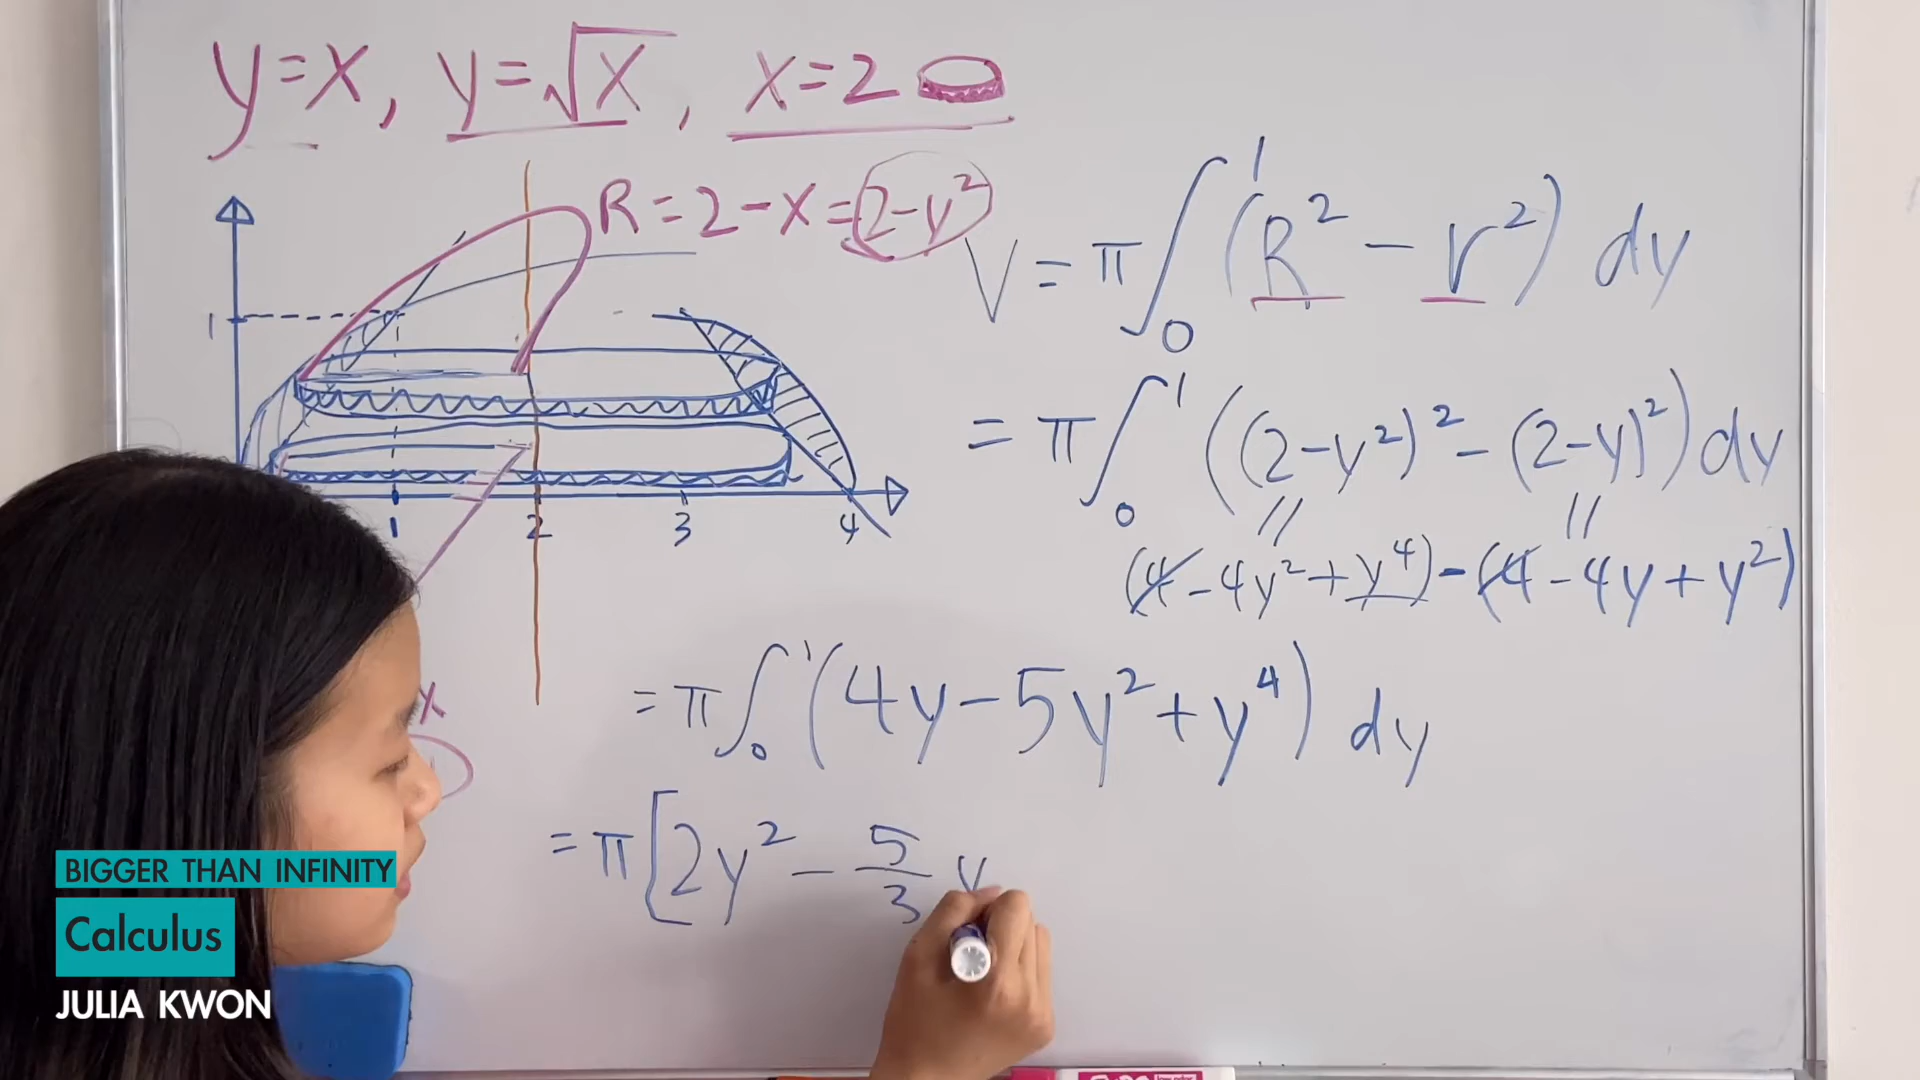 y=x, y=√x, x=2
R=2-x=2-y²
V=π∫₀¹(R²-r²)dy
1
=π∫₀¹((2-y²)²-(2-y)²)dy
1 2 3 4
(4-4y²+y⁴)-(4-4y+y²)
=π∫₀¹(4y-5y²+y⁴)dy
x
=π[2y²-5/3y
BIGGER THAN INFINITY
Calculus
JULIA KWON